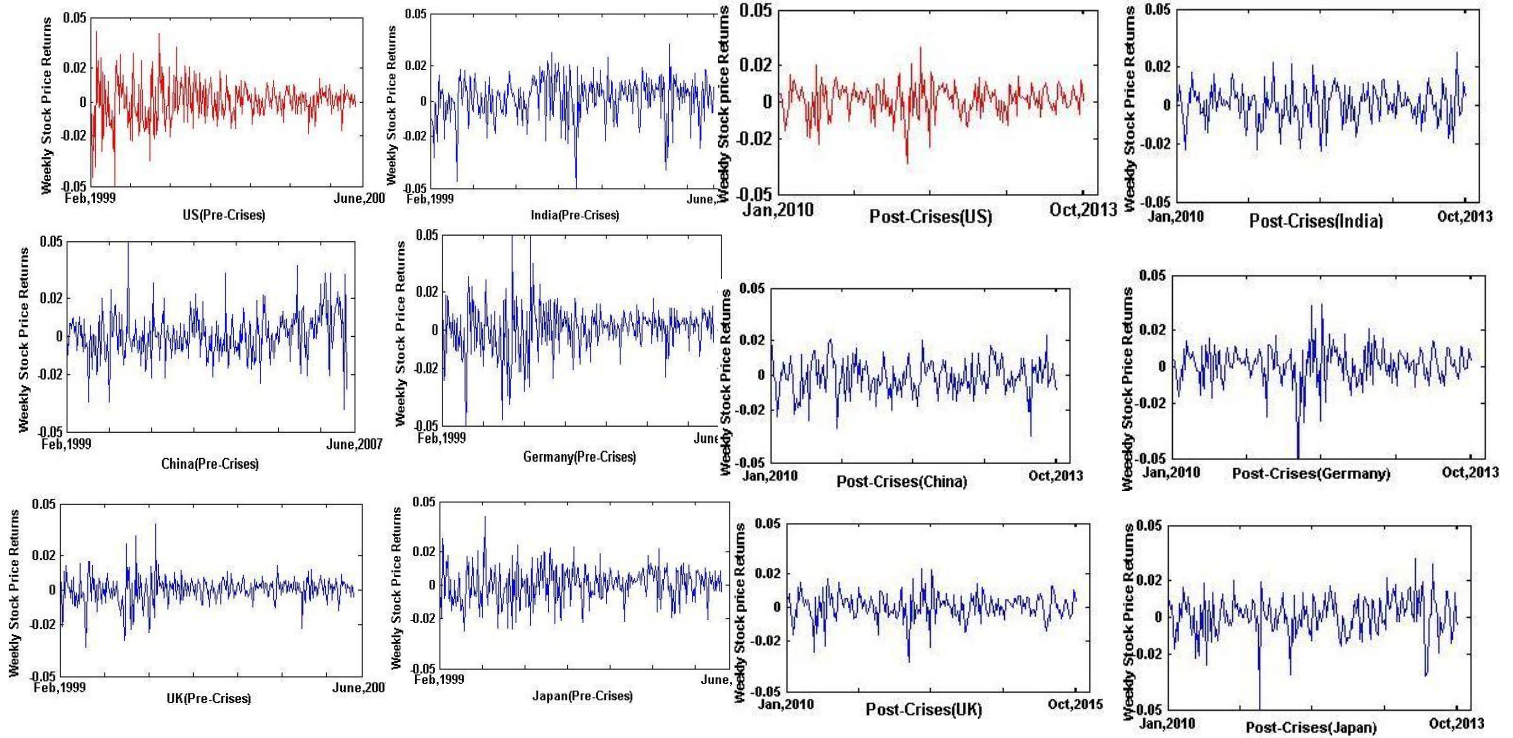 Weekly Stock Price Returns
0.05
0.02
0
-0.02
-0.05
Feb,1999
June,200
US(Pre-Crises)
Weekly Stock Price Returns
0.05
0.02
0
-0.02
-0.05
Feb,1999
June,
India(Pre-Crises)
Weekly Stock price Returns
0.05
0.02
0
-0.02
-0.05
Jan,2010
Oct,2013
Post-Crises(US)
Weekly Stock Price Returns
0.05
0.02
0
-0.02
-0.05
Jan,2010
Oct,2013
Post-Crises(India)
Weekly Stock Price Returns
0.05
0.02
0
-0.02
-0.05
Feb,1999
June,2007
China(Pre-Crises)
Weekly Stock Price Returns
0.05
0.02
0
-0.02
-0.05
Feb,1999
June,
Germany(Pre-Crises)
Weekly Stock Price Returns
0.05
0.02
0
-0.02
-0.05
Jan,2010
Oct,2013
Post-Crises(China)
Weeekly Stock Price Returns
0.05
0.02
0
-0.02
-0.05
Jan,2010
Oct,2013
Post-Crises(Germany)
Weekly Stock Price Returns
0.05
0.02
0
-0.02
-0.05
Feb,1999
June,200
UK(Pre-Crises)
Weekly Stock Price Returns
0.05
0.02
0
-0.02
-0.05
Feb,1999
June,
Japan(Pre-Crises)
Weekly Stock price Returns
0.05
0.02
0
-0.02
-0.05
Jan,2010
Oct,2015
Post-Crises(UK)
Weekly Stock Price Returns
0.05
0.02
0
-0.02
-0.05
Jan,2010
Oct,2013
Post-Crises(Japan)